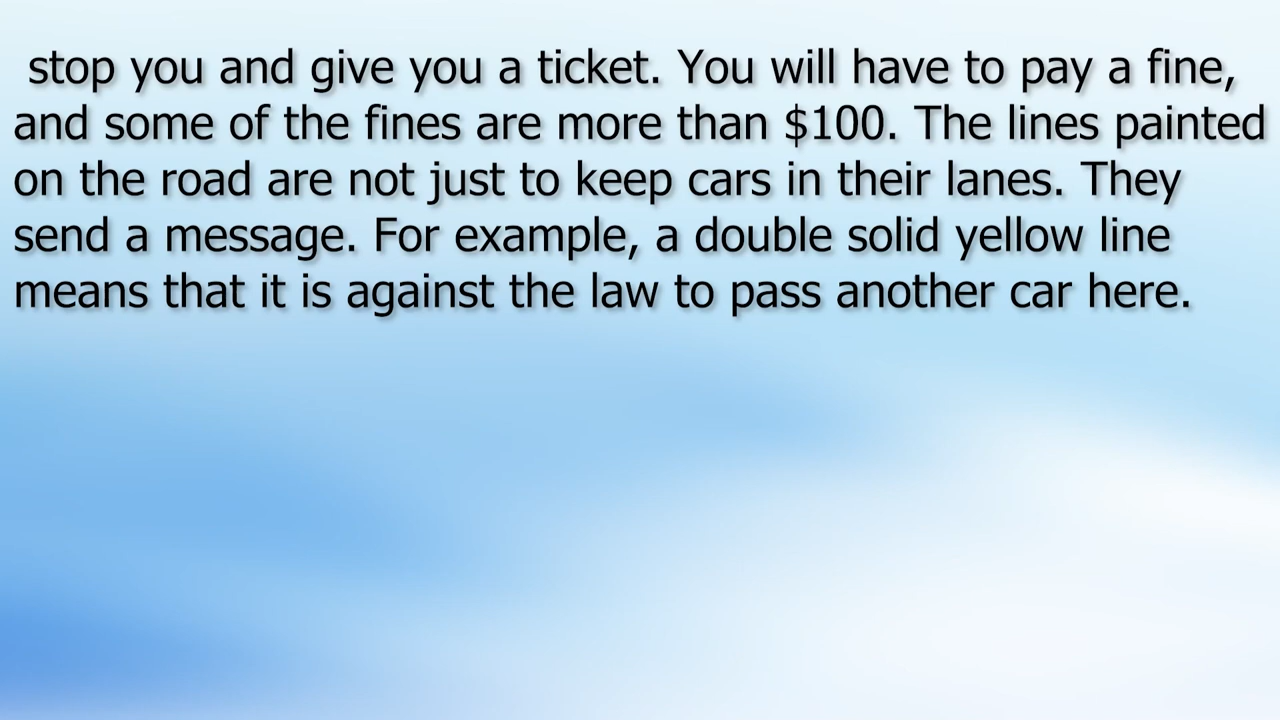 stop you and give you a ticket. You will have to pay a fine,
and some of the fines are more than $100. The lines painted
on the road are not just to keep cars in their lanes. They
send a message. For example, a double solid yellow line
means that it is against the law to pass another car here.